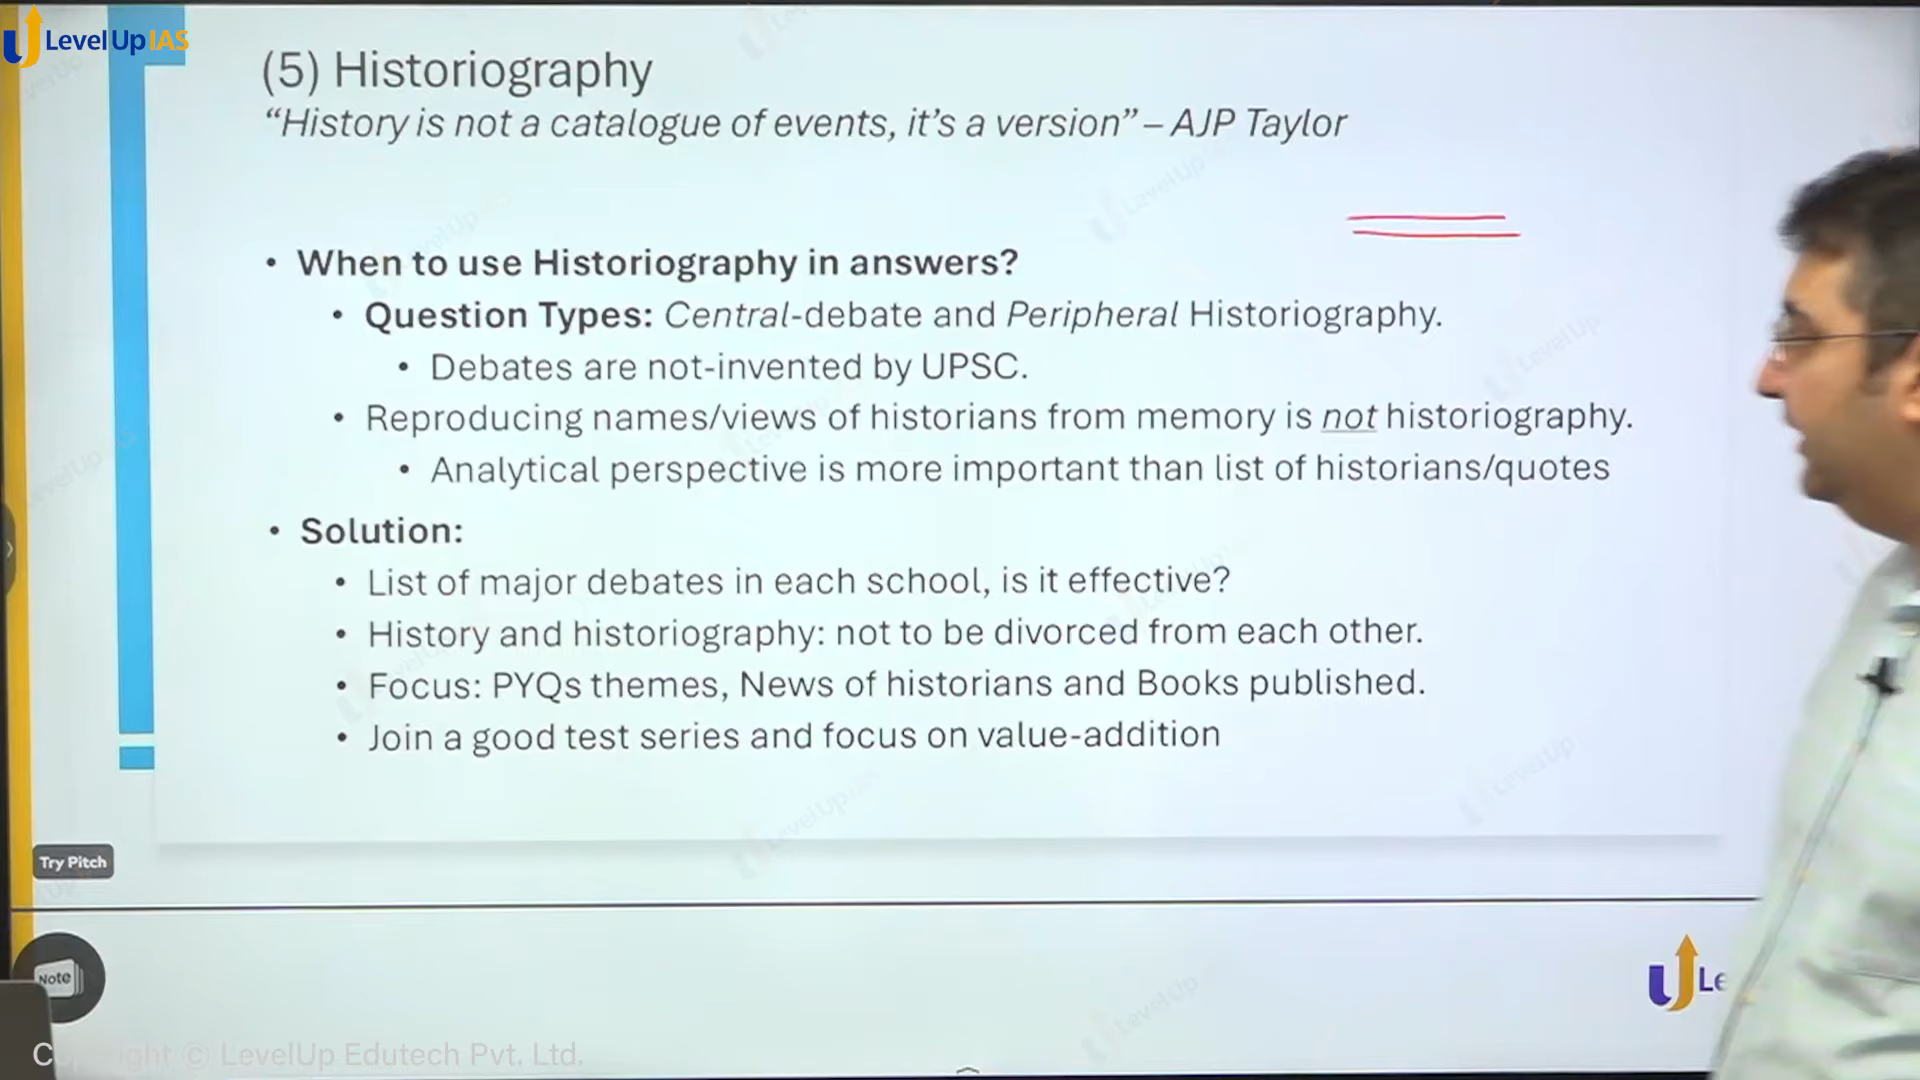 LevelUp IAS
(5) Historiography
“History is not a catalogue of events, it’s a version” – AJP Taylor
• When to use Historiography in answers?
• Question Types: Central-debate and Peripheral Historiography.
• Debates are not-invented by UPSC.
• Reproducing names/views of historians from memory is not historiography.
• Analytical perspective is more important than list of historians/quotes
• Solution:
• List of major debates in each school, is it effective?
• History and historiography: not to be divorced from each other.
• Focus: PYQs themes, News of historians and Books published.
• Join a good test series and focus on value-addition
Try Pitch
Note
Le
Copyright © LevelUp Edutech Pvt. Ltd.